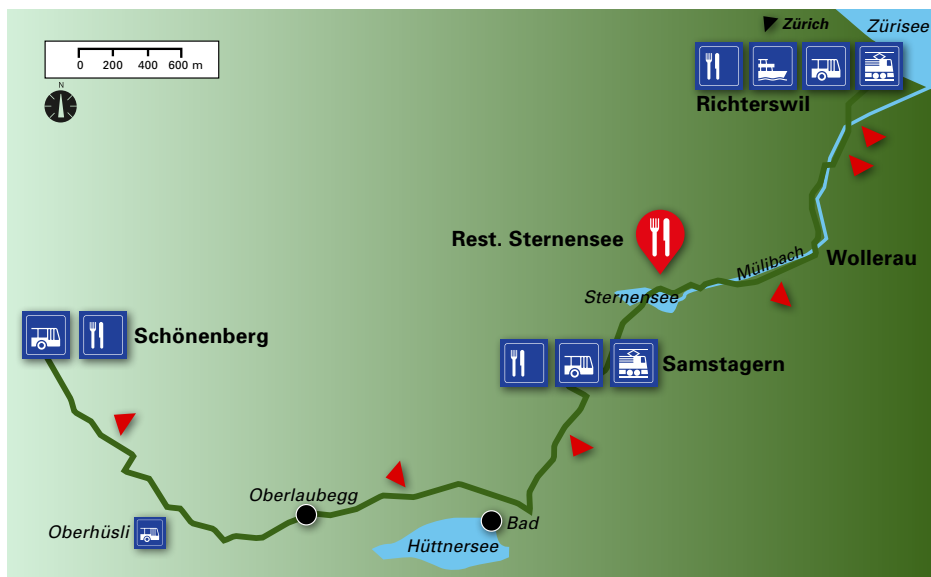 Zürich
Zürisee
0 200 400 600 m
N
Richterswil
Rest. Sternensee
Mülibach
Wollerau
Sternensee
Schönenberg
Samstagern
Oberlaubegg
Oberhüsli
Bad
Hüttnersee